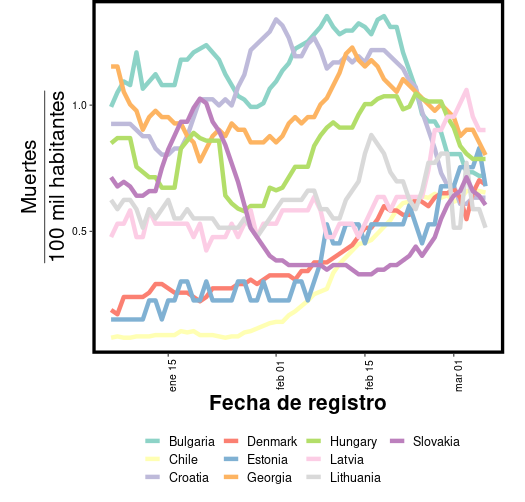 Muertes
100 mil habitantes
1.0
0.5
ene 15
feb 01
feb 15
mar 01
Fecha de registro
Bulgaria Denmark Hungary Slovakia
Chile Estonia Latvia
Croatia Georgia Lithuania